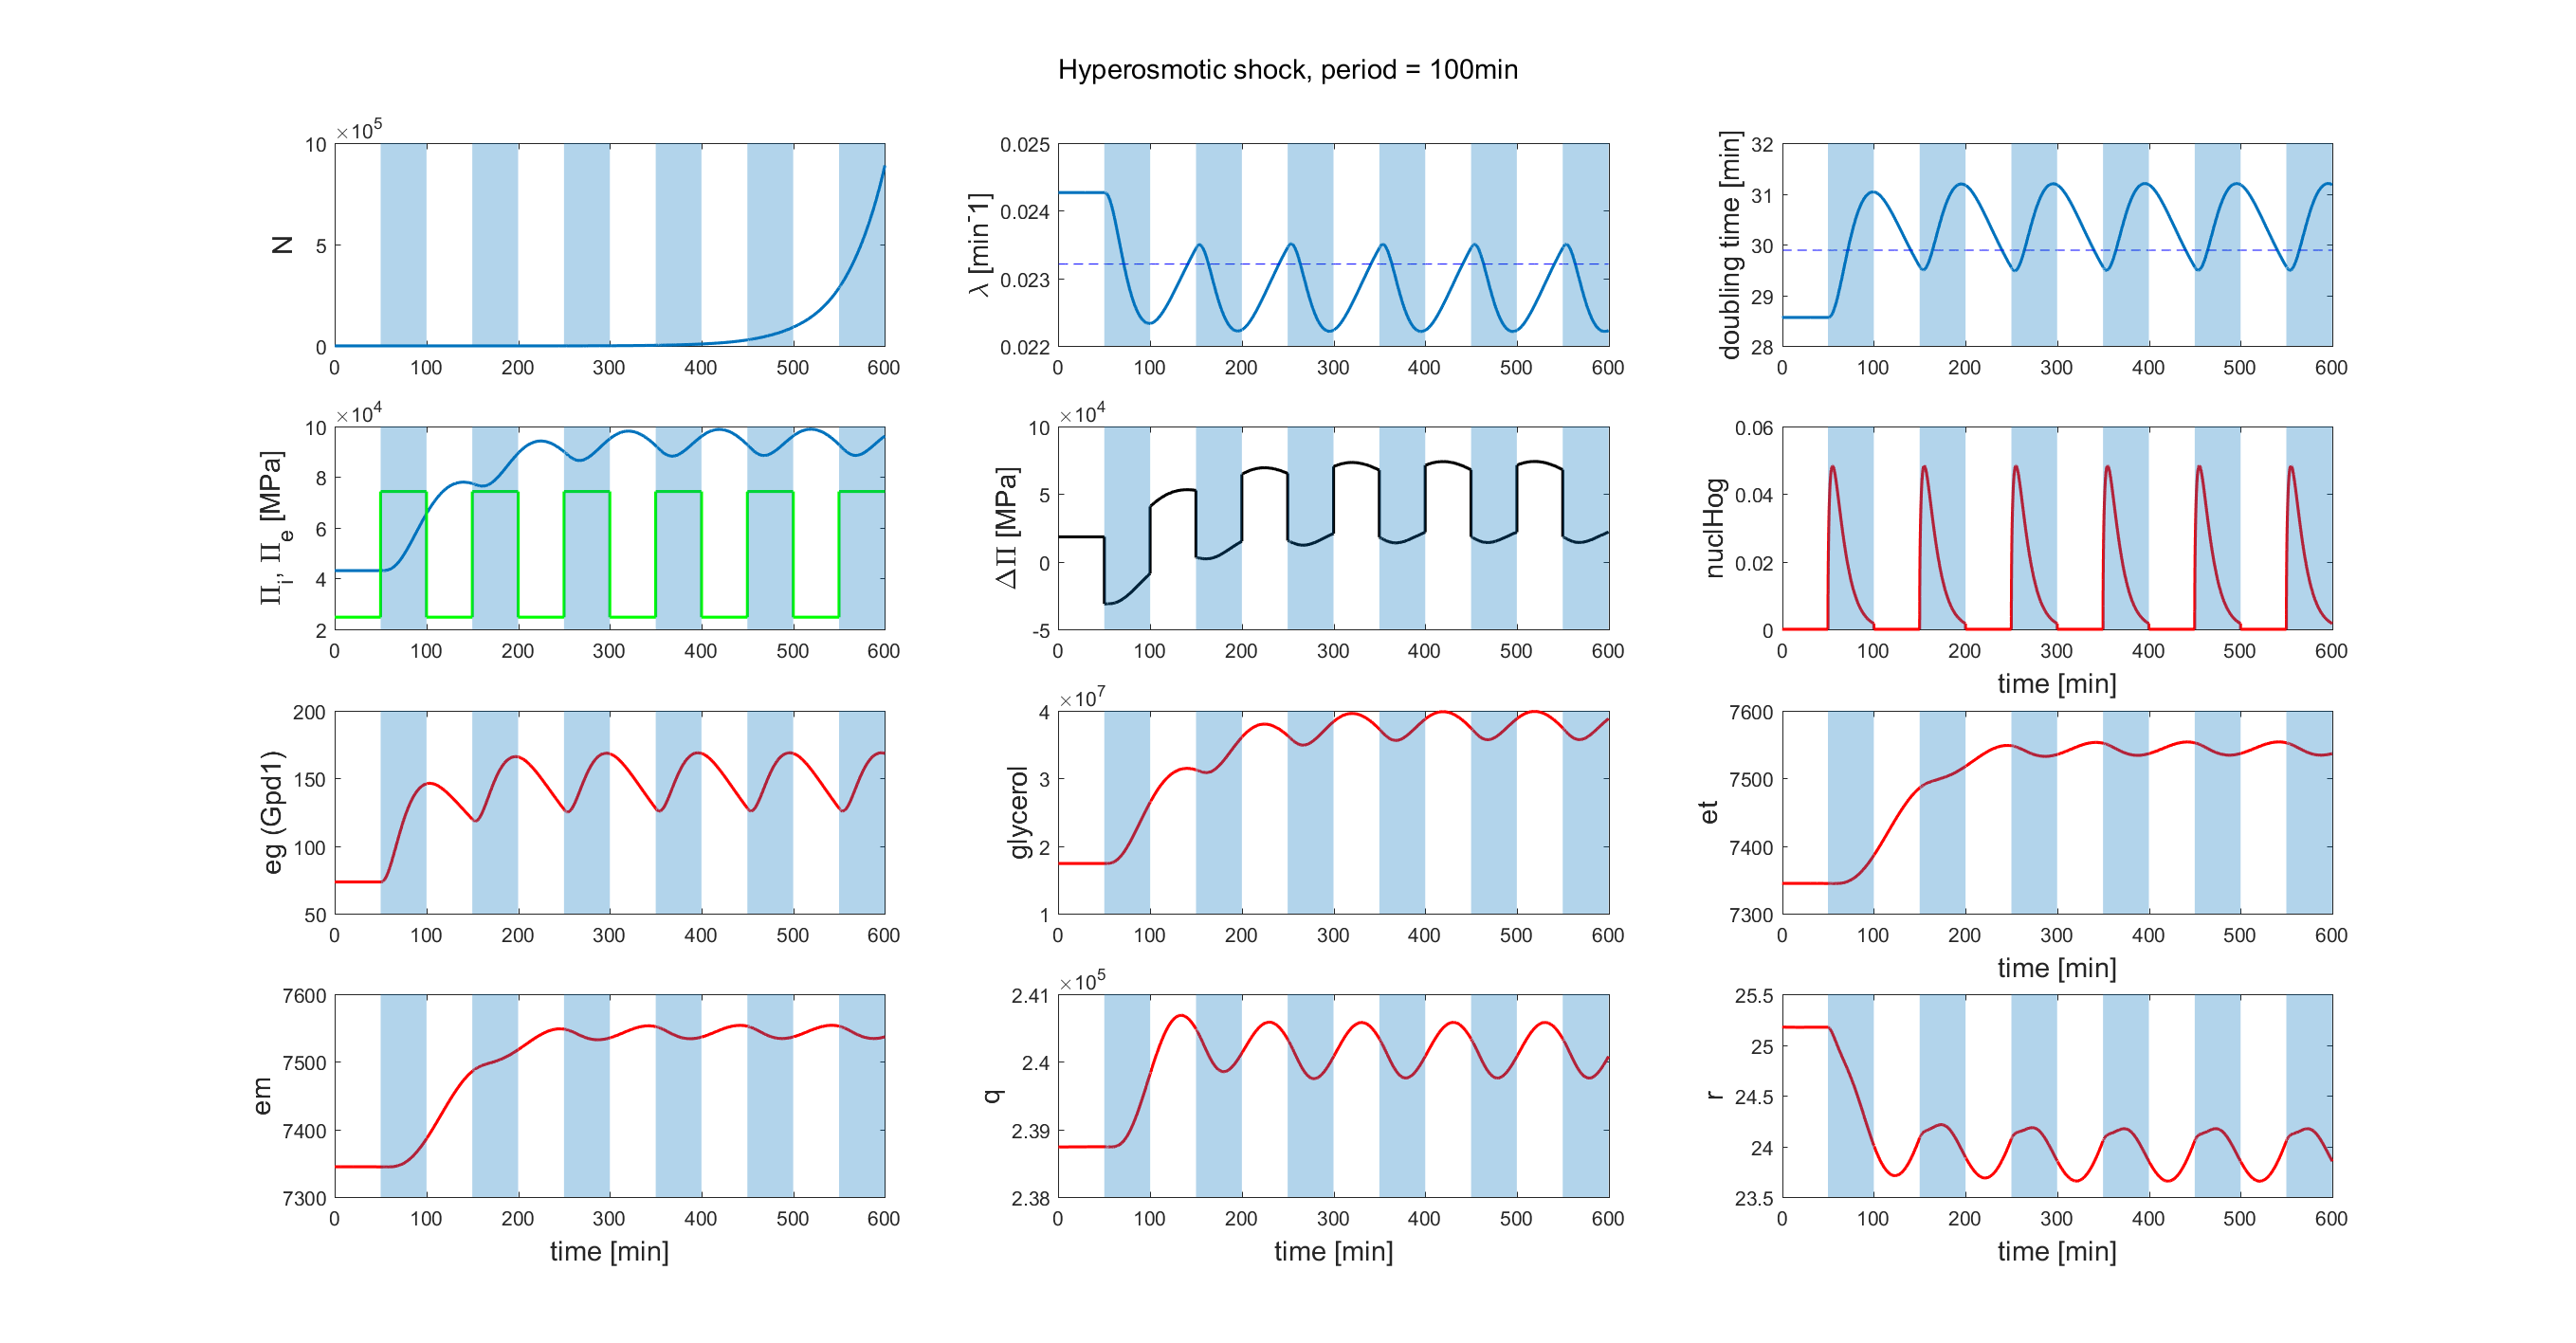 Hyperosmotic shock, period = 100min
×10^5
10
5
0
N
0 100 200 300 400 500 600
0.025
0.024
0.023
0.022
λ [min^-1]
0 100 200 300 400 500 600
32
31
30
29
28
doubling time [min]
0 100 200 300 400 500 600
×10^4
10
8
6
4
2
Π_i, Π_e [MPa]
0 100 200 300 400 500 600
×10^4
10
5
0
-5
ΔΠ [MPa]
0 100 200 300 400 500 600
0.06
0.04
0.02
0
nuclHog
0 100 200 300 400 500 600
time [min]
200
150
100
50
eg (Gpd1)
0 100 200 300 400 500 600
×10^7
4
3
2
1
glycerol
0 100 200 300 400 500 600
7600
7500
7400
7300
et
0 100 200 300 400 500 600
time [min]
7600
7500
7400
7300
em
0 100 200 300 400 500 600
time [min]
×10^5
2.41
2.4
2.39
2.38
q
0 100 200 300 400 500 600
time [min]
25.5
25
24.5
24
23.5
r
0 100 200 300 400 500 600
time [min]